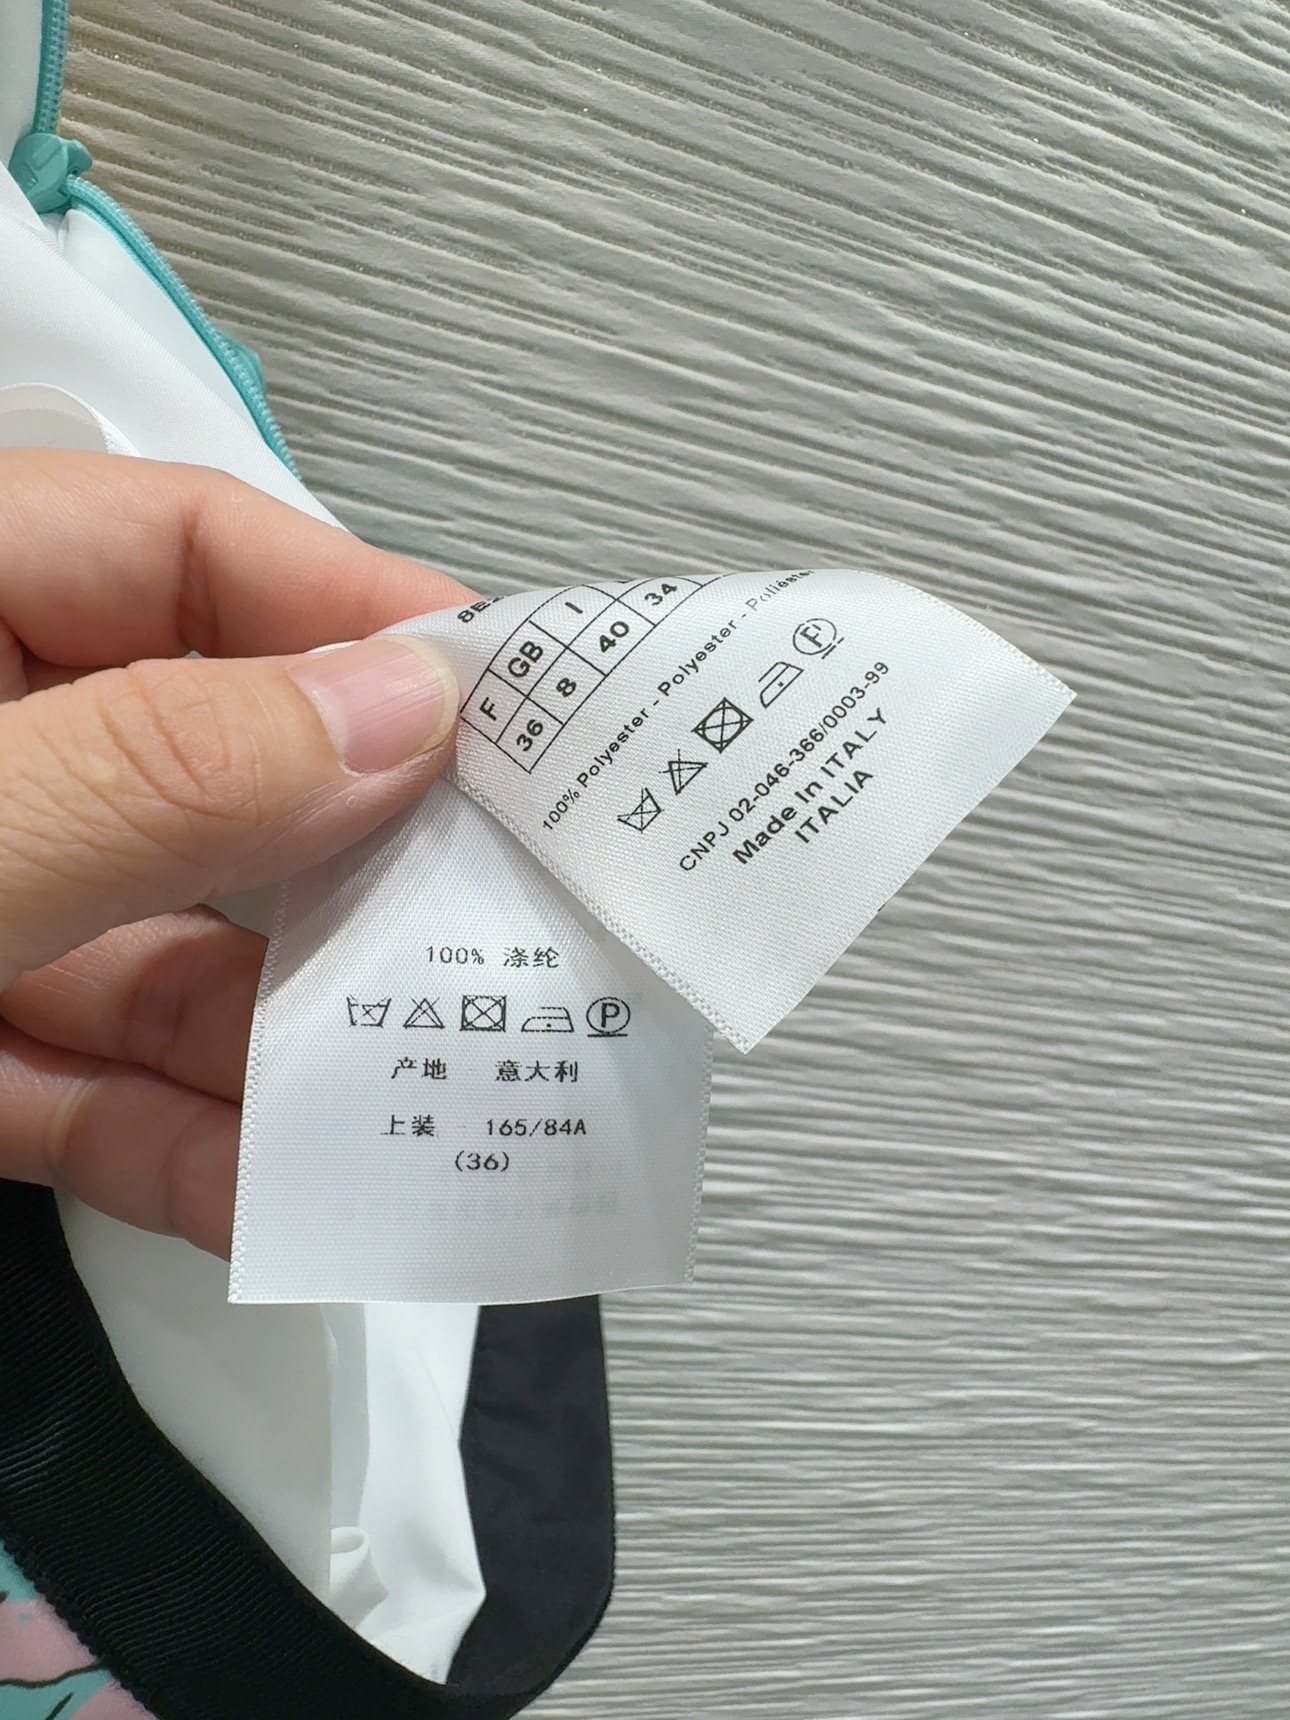 F GB I
36 8 40 34
100% Polyester - Polyester - Poliéster
F
CNPJ 02-046-366/0003-99
Made In ITALY
ITALIA
100% 涤纶
P
产地 意大利
上装 165/84A
(36)